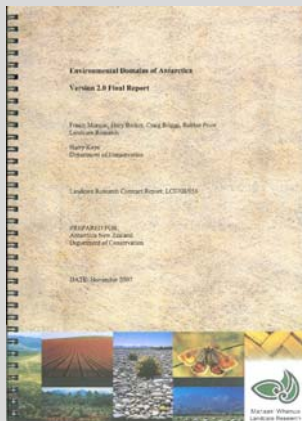 Environmental Domains of Antarctica
Version 2.0 Final Report
Fraser Morgan, Gary Barker, Craig Briggs, Robbie Price
Landcare Research
Harry Keys
Department of Conservation
Landcare Research Contract Report:
PREPARED FOR:
Antarctica New Zealand,
Department of Conservation
DATE: November 2007
Manaaki Whenua
Landcare Research